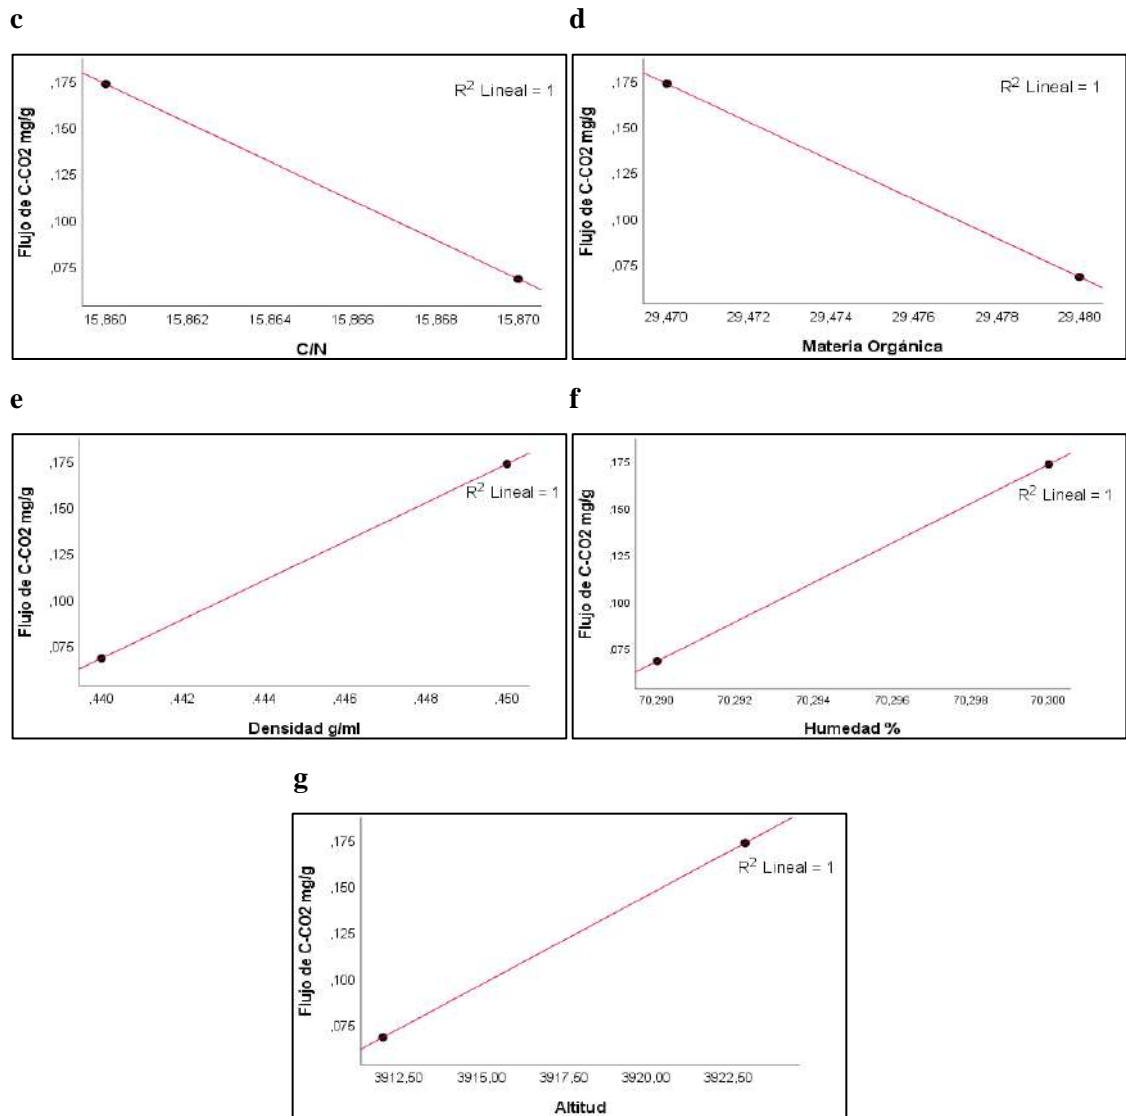 c
d
,175
,150
,125
,100
,075
Flujo de C-CO2 mg/g
R² Lineal = 1
15,860 15,862 15,864 15,866 15,868 15,870
C/N
,175
,150
,125
,100
,075
Flujo de C-CO2 mg/g
R² Lineal = 1
29,470 29,472 29,474 29,476 29,478 29,480
Materia Orgánica
e
f
,175
,150
,125
,100
,075
Flujo de C-CO2 mg/g
R² Lineal = 1
,440 ,442 ,444 ,446 ,448 ,450
Densidad g/ml
,175
,150
,125
,100
,075
Flujo de C-CO2 mg/g
R² Lineal = 1
70,290 70,292 70,294 70,296 70,298 70,300
Humedad %
g
,175
,150
,125
,100
,075
Flujo de C-CO2 mg/g
R² Lineal = 1
3912,50 3915,00 3917,50 3920,00 3922,50
Altitud